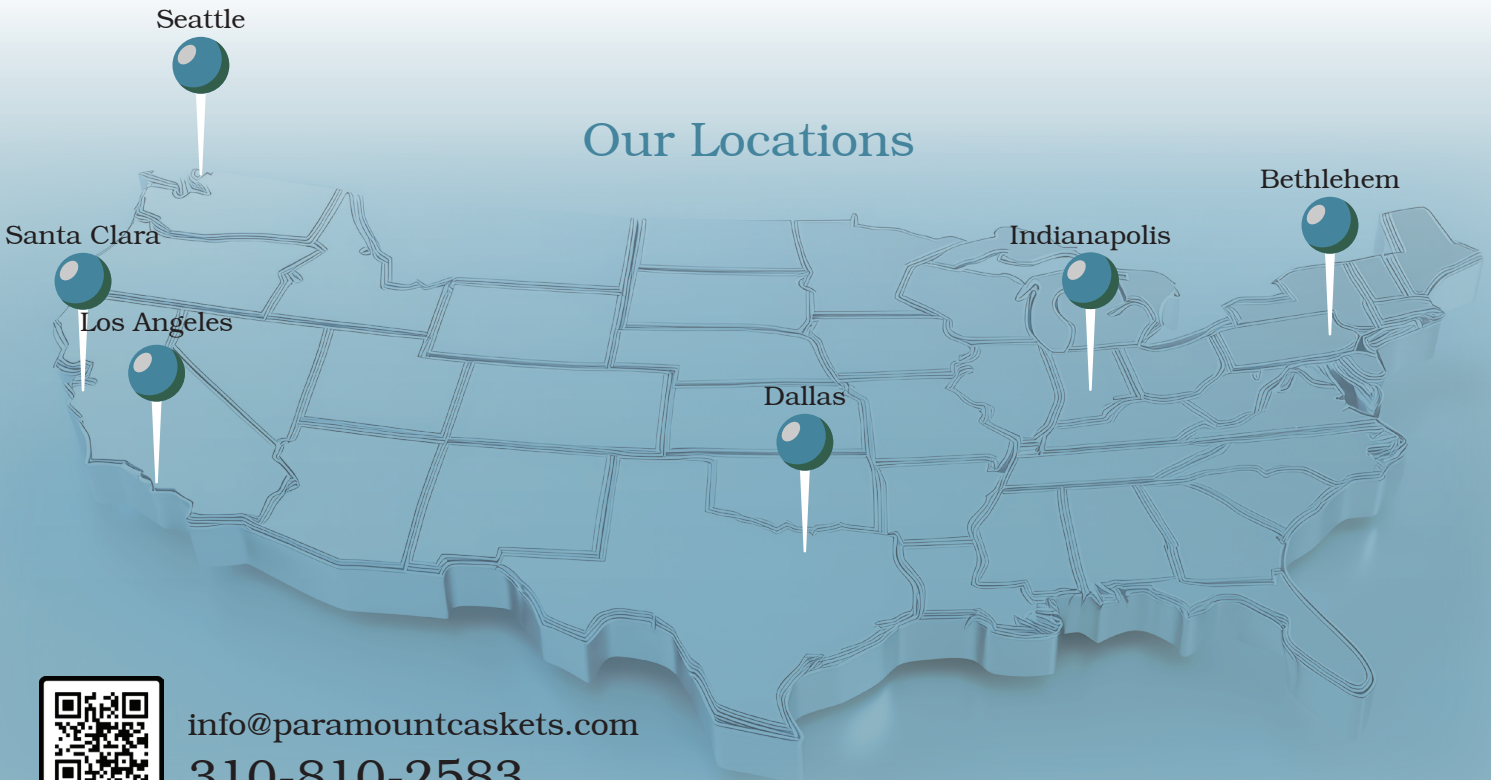 Seattle
Our Locations
Bethlehem
Santa Clara
Indianapolis
Los Angeles
Dallas
info@paramountcaskets.com
310-810-2583